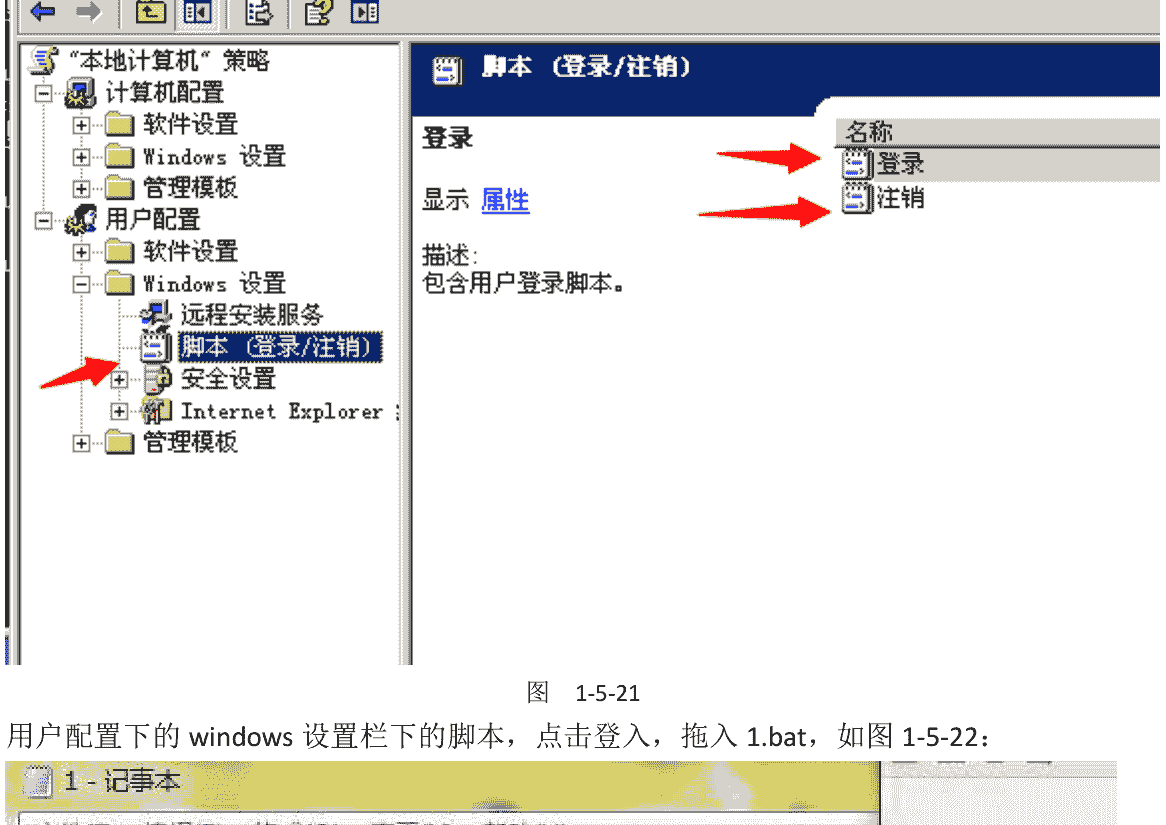 “本地计算机“ 策略
计算机配置
软件设置
Windows 设置
管理模板
用户配置
软件设置
Windows 设置
远程安装服务
脚本 (登录/注销)
安全设置
Internet Explorer
管理模板
脚本 (登录/注销)
登录
显示 属性
描述:
包含用户登录脚本。
名称
登录
注销
图 1-5-21
用户配置下的 windows 设置栏下的脚本，点击登入，拖入 1.bat，如图 1-5-22：
1 - 记事本